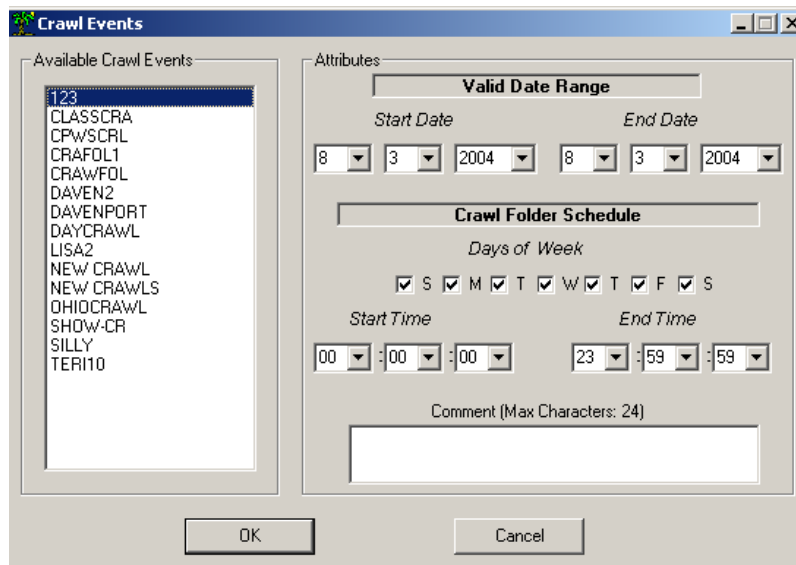 Crawl Events
Available Crawl Events
123
CLASSCRA
CPWSCRL
CRAFOL1
CRAWFOL
DAVEN2
DAVENPORT
DAYCRAWL
LISA2
NEW CRAWL
NEW CRAWLS
OHIOCRAWL
SHOW-CR
SILLY
TERI10
Attributes
Valid Date Range
Start Date End Date
8 3 2004 8 3 2004
Crawl Folder Schedule
Days of Week
S M T W T F S
Start Time End Time
00 : 00 : 00 23 : 59 : 59
Comment (Max Characters: 24)
OK Cancel